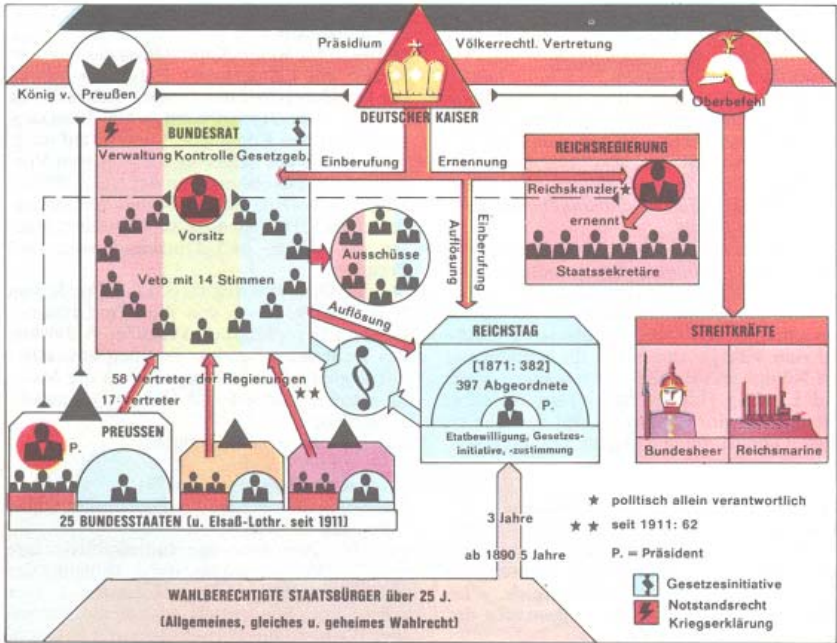 Präsidium
Völkerrechtl. Vertretung
König v. Preußen
DEUTSCHER KAISER
Oberbefehl
BUNDESRAT
Verwaltung Kontrolle Gesetzgeb.
Vorsitz
Veto mit 14 Stimmen
Einberufung
Ernennung
REICHSREGIERUNG
Reichskanzler ★
ernennt
Staatssekretäre
Ausschüsse
Auflösung
Einberufung
Auflösung
REICHSTAG
[1871: 382]
397 Abgeordnete
P.
Etatbewilligung, Gesetzes-
initiative, -zustimmung
STREITKRÄFTE
Bundesheer
Reichsmarine
58 Vertreter der Regierungen
★★
17 Vertreter
PREUSSEN
P.
25 BUNDESSTAATEN (u. Elsaß-Lothr. seit 1911)
3 Jahre
ab 1890 5 Jahre
WAHLBERECHTIGTE STAATSBÜRGER über 25 J.
(Allgemeines, gleiches u. geheimes Wahlrecht)
★ politisch allein verantwortlich
★★ seit 1911: 62
P. = Präsident
Gesetzesinitiative
Notstandsrecht
Kriegserklärung